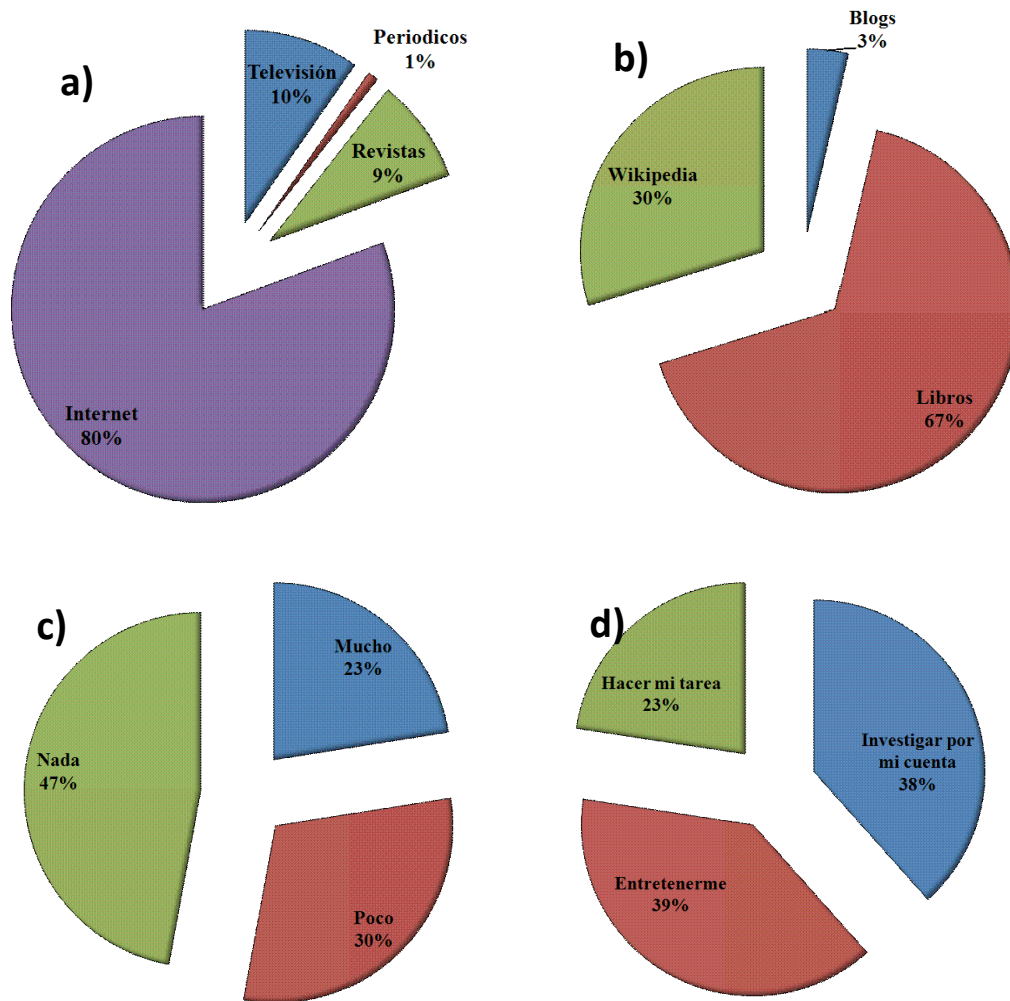 a)
Televisión
10%
Periodicos
1%
Revistas
9%
Internet
80%
b)
Blogs
3%
Wikipedia
30%
Libros
67%
c)
Mucho
23%
Nada
47%
Poco
30%
d)
Hacer mi tarea
23%
Investigar por
mi cuenta
38%
Entretenerme
39%